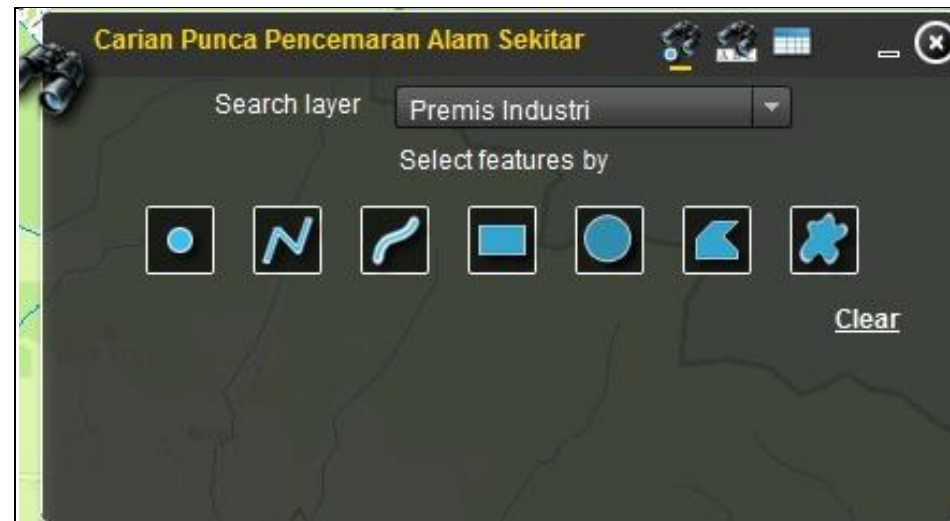 Carian Punca Pencemaran Alam Sekitar
Search layer Premis Industri
Select features by
Clear